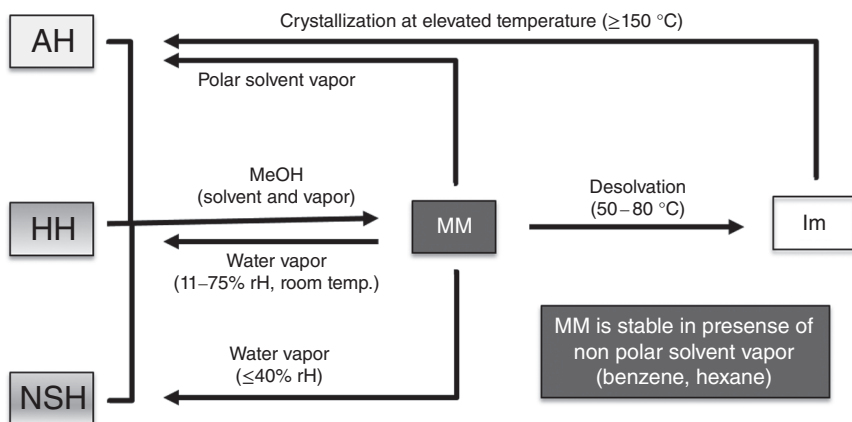 Crystallization at elevated temperature (≥150 °C)
AH
Polar solvent vapor
MeOH
(solvent and vapor)
Desolvation
(50–80 °C)
HH
MM
Im
Water vapor
(11–75% rH, room temp.)
MM is stable in presense of
non polar solvent vapor
(benzene, hexane)
Water vapor
(≤40% rH)
NSH